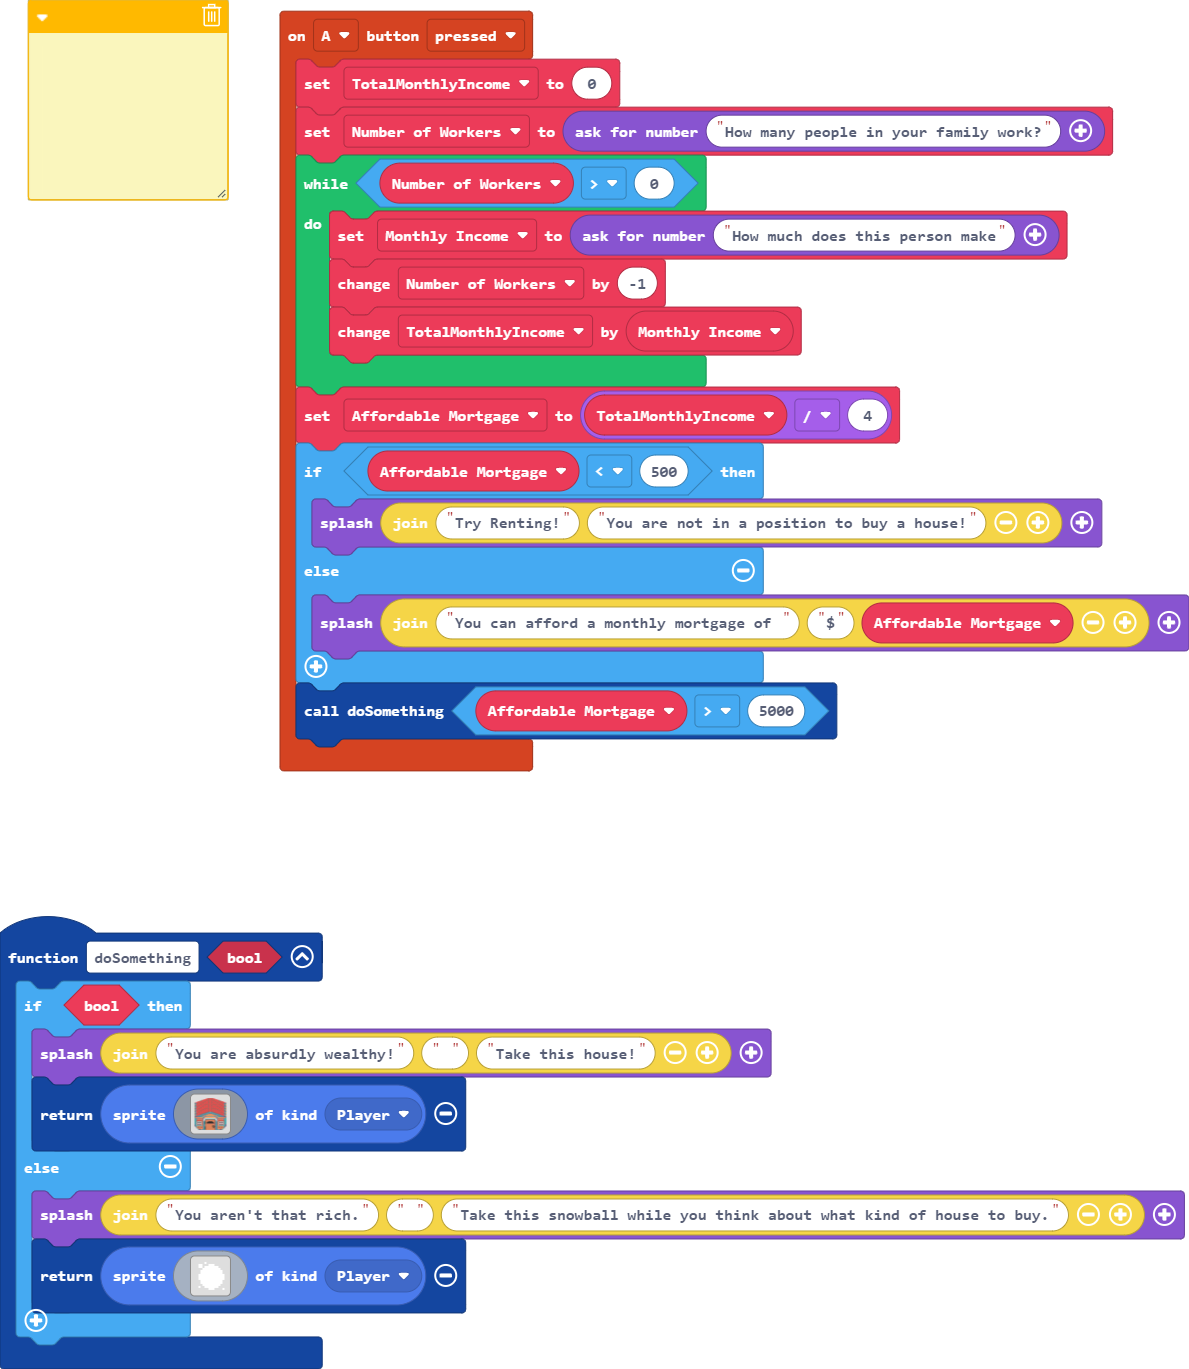 on A button pressed
set TotalMonthlyIncome to 0
set Number of Workers to ask for number "How many people in your family work?"
while Number of Workers > 0
do
set Monthly Income to ask for number "How much does this person make"
change Number of Workers by -1
change TotalMonthlyIncome by Monthly Income
set Affordable Mortgage to TotalMonthlyIncome / 4
if Affordable Mortgage < 500 then
splash join "Try Renting!" "You are not in a position to buy a house!"
else
splash join "You can afford a monthly mortgage of " "$" Affordable Mortgage
call doSomething Affordable Mortgage > 5000
function doSomething bool
if bool then
splash join "You are absurdly wealthy!" " " "Take this house!"
return sprite of kind Player
else
splash join "You aren't that rich." " " "Take this snowball while you think about what kind of house to buy."
return sprite of kind Player